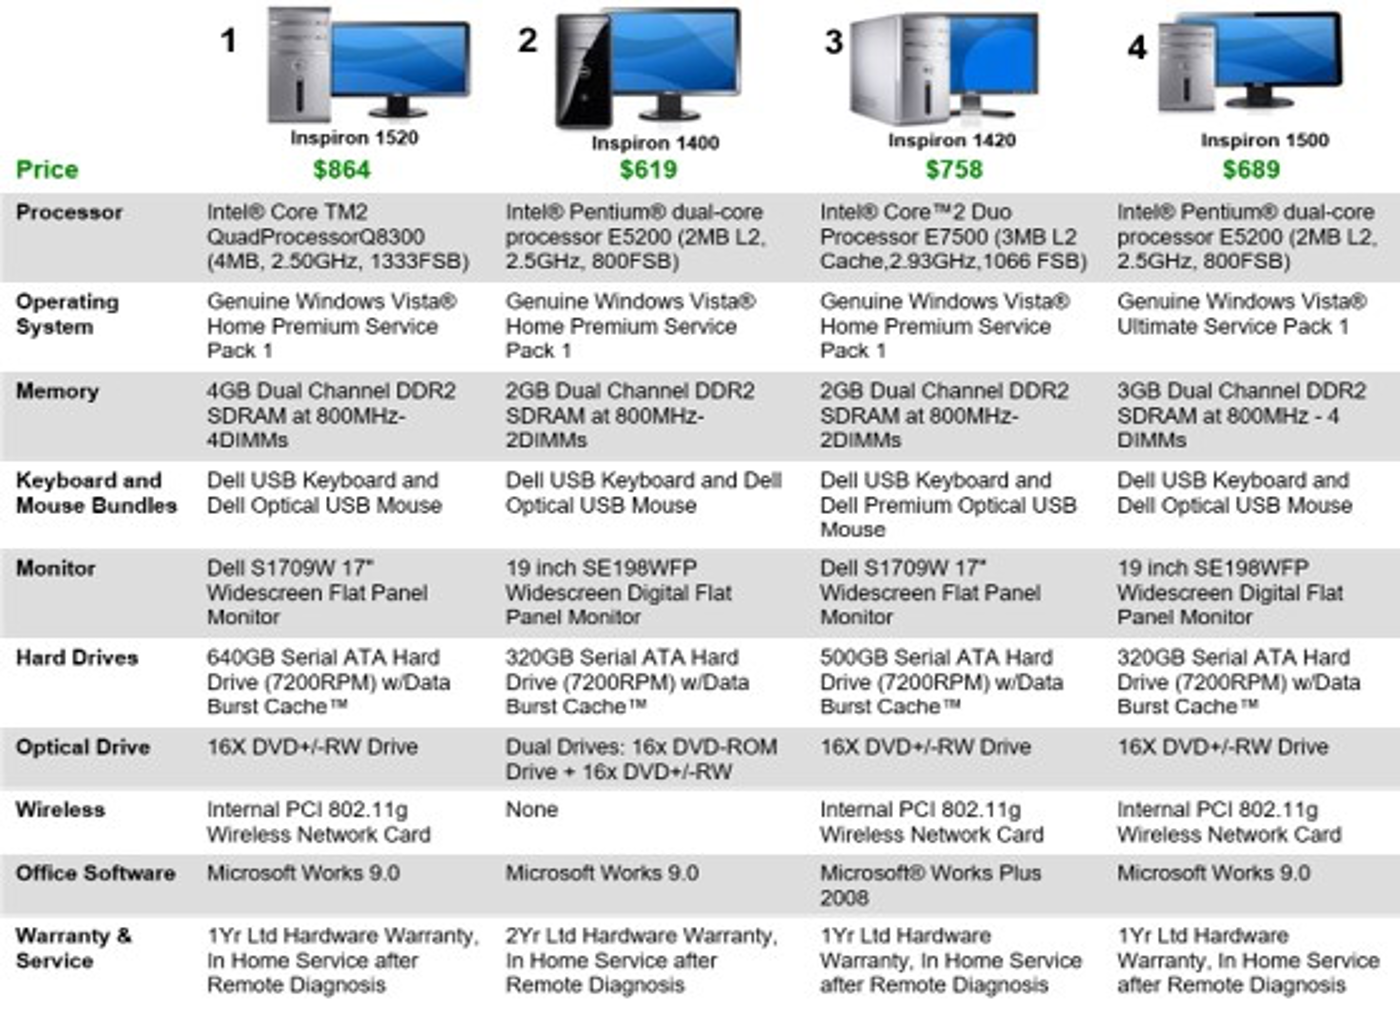 1 2 3 4
Inspiron 1520 Inspiron 1400 Inspiron 1420 Inspiron 1500
Price $864 $619 $758 $689
Processor
Intel® Core TM2
QuadProcessorQ8300
(4MB, 2.50GHz, 1333FSB)
Intel® Pentium® dual-core
processor E5200 (2MB L2,
2.5GHz, 800FSB)
Intel® Core™2 Duo
Processor E7500 (3MB L2
Cache,2.93GHz,1066 FSB)
Intel® Pentium® dual-core
processor E5200 (2MB L2,
2.5GHz, 800FSB)
Operating
System
Genuine Windows Vista®
Home Premium Service
Pack 1
Genuine Windows Vista®
Home Premium Service
Pack 1
Genuine Windows Vista®
Home Premium Service
Pack 1
Genuine Windows Vista®
Ultimate Service Pack 1
Memory
4GB Dual Channel DDR2
SDRAM at 800MHz-
4DIMMs
2GB Dual Channel DDR2
SDRAM at 800MHz-
2DIMMs
2GB Dual Channel DDR2
SDRAM at 800MHz-
2DIMMs
3GB Dual Channel DDR2
SDRAM at 800MHz - 4
DIMMs
Keyboard and
Mouse Bundles
Dell USB Keyboard and
Dell Optical USB Mouse
Dell USB Keyboard and Dell
Optical USB Mouse
Dell USB Keyboard and
Dell Premium Optical USB
Mouse
Dell USB Keyboard and
Dell Optical USB Mouse
Monitor
Dell S1709W 17"
Widescreen Flat Panel
Monitor
19 inch SE198WFP
Widescreen Digital Flat
Panel Monitor
Dell S1709W 17"
Widescreen Flat Panel
Monitor
19 inch SE198WFP
Widescreen Digital Flat
Panel Monitor
Hard Drives
640GB Serial ATA Hard
Drive (7200RPM) w/Data
Burst Cache™
320GB Serial ATA Hard
Drive (7200RPM) w/Data
Burst Cache™
500GB Serial ATA Hard
Drive (7200RPM) w/Data
Burst Cache™
320GB Serial ATA Hard
Drive (7200RPM) w/Data
Burst Cache™
Optical Drive
16X DVD+/-RW Drive
Dual Drives: 16x DVD-ROM
Drive + 16x DVD+/-RW
16X DVD+/-RW Drive
16X DVD+/-RW Drive
Wireless
Internal PCI 802.11g
Wireless Network Card
None
Internal PCI 802.11g
Wireless Network Card
Internal PCI 802.11g
Wireless Network Card
Office Software
Microsoft Works 9.0
Microsoft Works 9.0
Microsoft® Works Plus
2008
Microsoft Works 9.0
Warranty &
Service
1Yr Ltd Hardware Warranty,
In Home Service after
Remote Diagnosis
2Yr Ltd Hardware Warranty,
In Home Service after
Remote Diagnosis
1Yr Ltd Hardware
Warranty, In Home Service
after Remote Diagnosis
1Yr Ltd Hardware
Warranty, In Home Service
after Remote Diagnosis